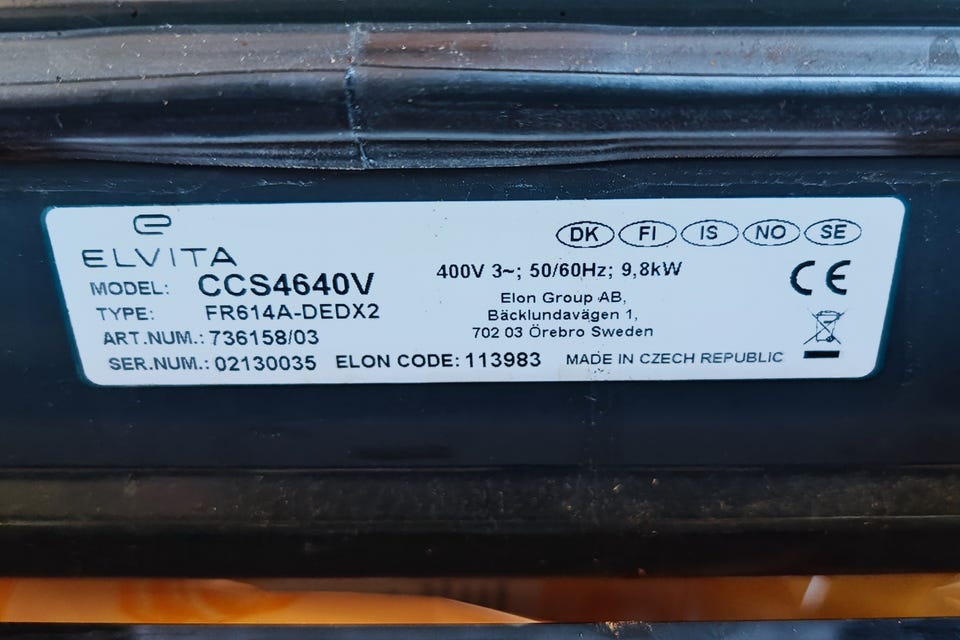 ELVITA
MODEL: CCS4640V
TYPE: FR614A-DEDX2
ART.NUM.: 736158/03
SER.NUM.: 02130035 ELON CODE: 113983
DK FI IS NO SE
400V 3~; 50/60Hz; 9,8kW
Elon Group AB,
Bäcklundavägen 1,
702 03 Örebro Sweden
MADE IN CZECH REPUBLIC
CE